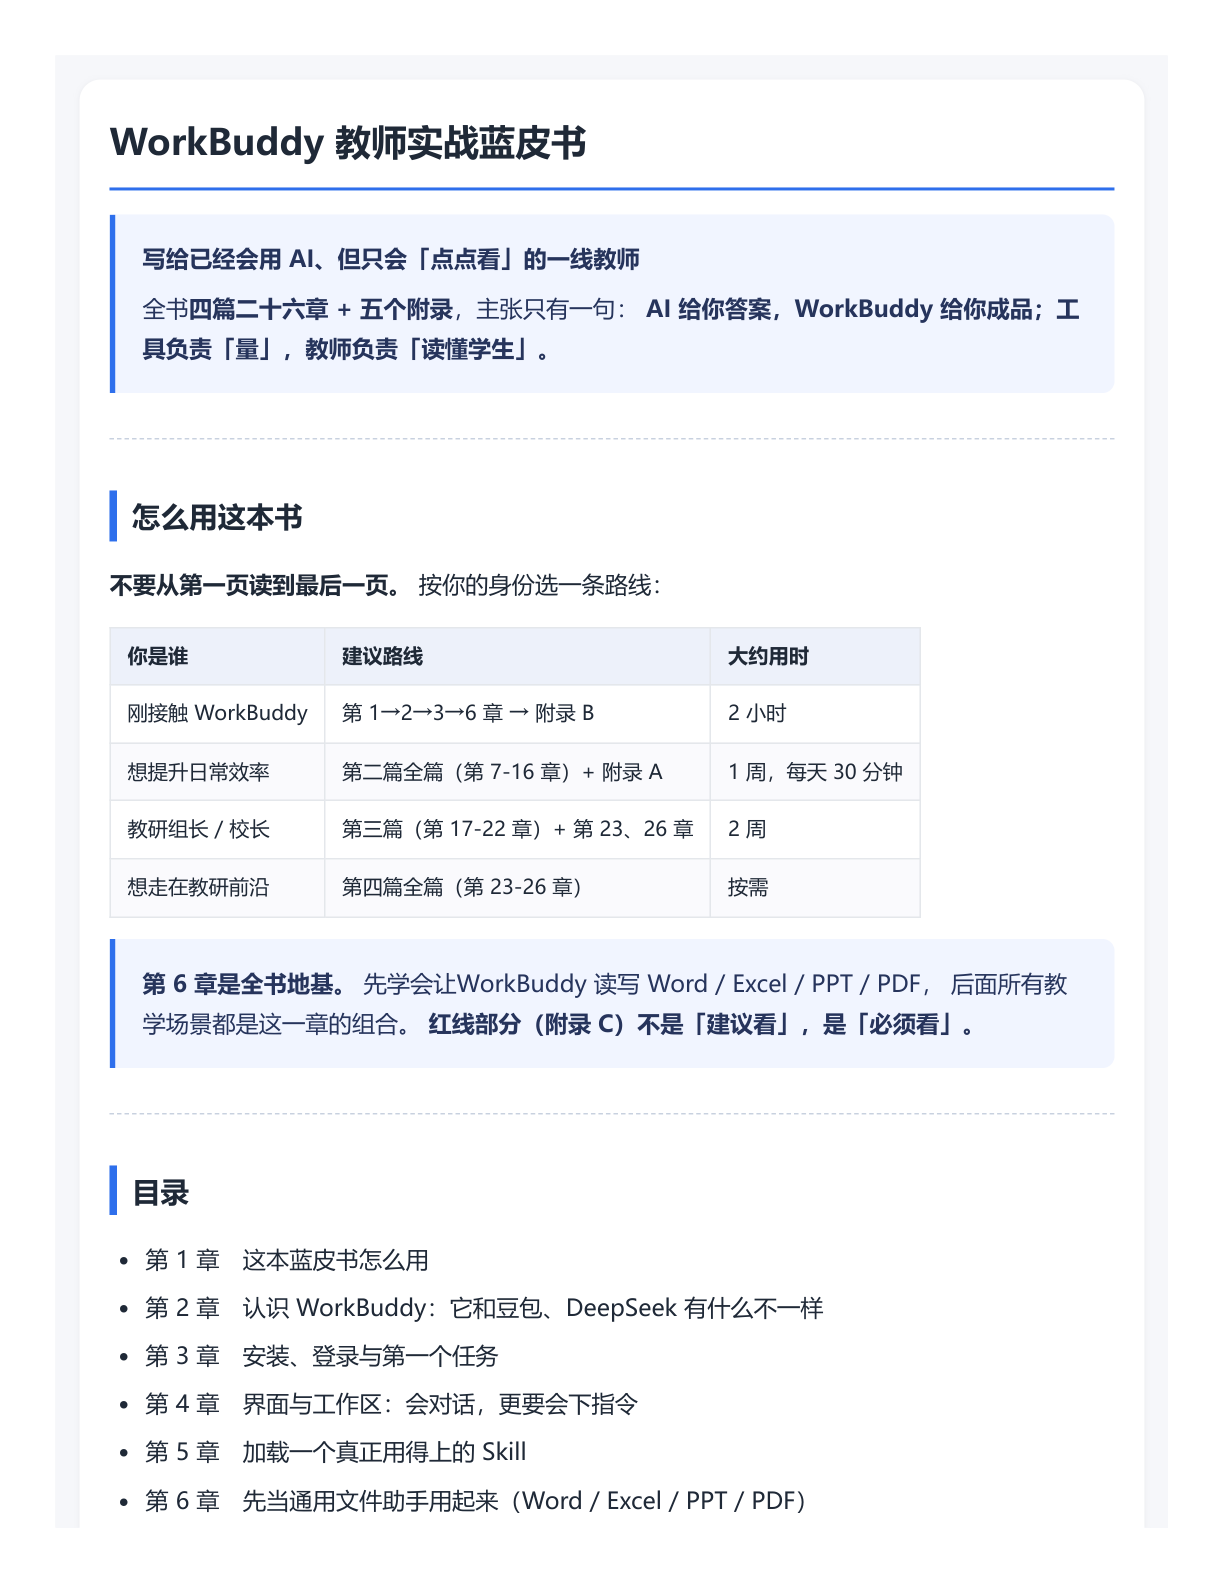 WorkBuddy 教师实战蓝皮书
写给已经会用 AI、但只会「点点看」的一线教师
全书四篇二十六章 + 五个附录，主张只有一句： AI 给你答案，WorkBuddy 给你成品；工
具负责「量」，教师负责「读懂学生」。
怎么用这本书
不要从第一页读到最后一页。 按你的身份选一条路线：
你是谁 建议路线 大约用时
刚接触 WorkBuddy 第 1→2→3→6 章 → 附录 B 2 小时
想提升日常效率 第二篇全篇（第 7-16 章）+ 附录 A 1 周，每天 30 分钟
教研组长 / 校长 第三篇（第 17-22 章）+ 第 23、26 章 2 周
想走在教研前沿 第四篇全篇（第 23-26 章） 按需
第 6 章是全书地基。 先学会让WorkBuddy 读写 Word / Excel / PPT / PDF， 后面所有教
学场景都是这一章的组合。 红线部分（附录 C）不是「建议看」，是「必须看」。
目录
• 第 1 章　这本蓝皮书怎么用
• 第 2 章　认识 WorkBuddy：它和豆包、DeepSeek 有什么不一样
• 第 3 章　安装、登录与第一个任务
• 第 4 章　界面与工作区：会对话，更要会下指令
• 第 5 章　加载一个真正用得上的 Skill
• 第 6 章　先当通用文件助手用起来（Word / Excel / PPT / PDF）